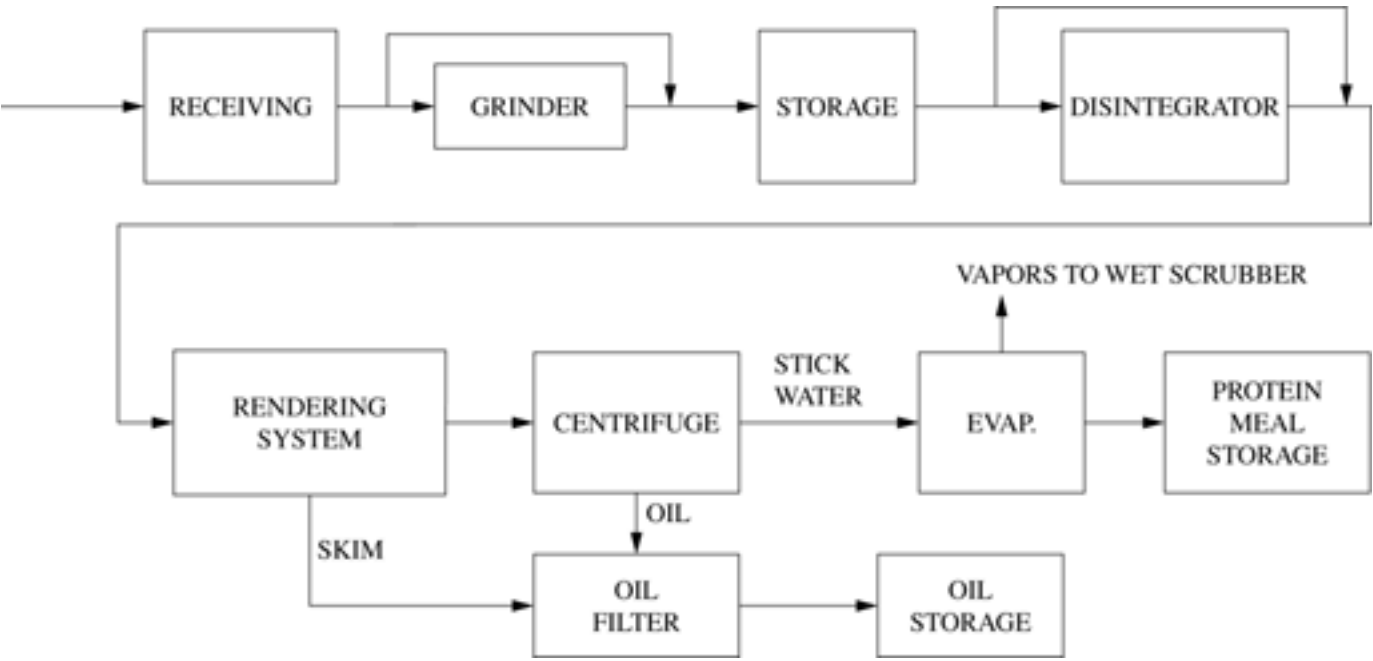 RECEIVING
GRINDER
STORAGE
DISINTEGRATOR
VAPORS TO WET SCRUBBER
RENDERING
SYSTEM
CENTRIFUGE
STICK
WATER
EVAP.
PROTEIN
MEAL
STORAGE
SKIM
OIL
OIL
FILTER
OIL
STORAGE